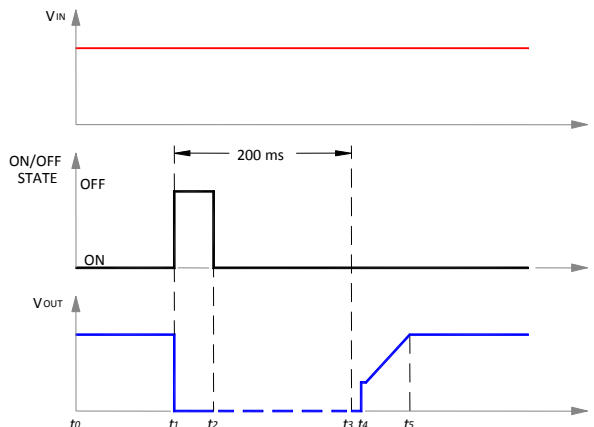 VIN
200 ms
ON/OFF
STATE
OFF
ON
VOUT
t0 t1 t2 t3 t4 t5